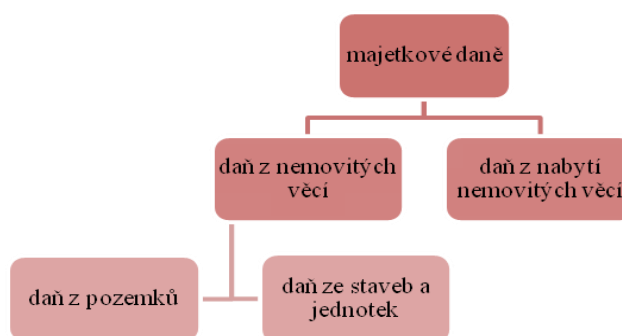 majetkové daně
daň z nemovitých
věcí
daň z nabytí
nemovitých věcí
daň z pozemků
daň ze staveb a
jednotek